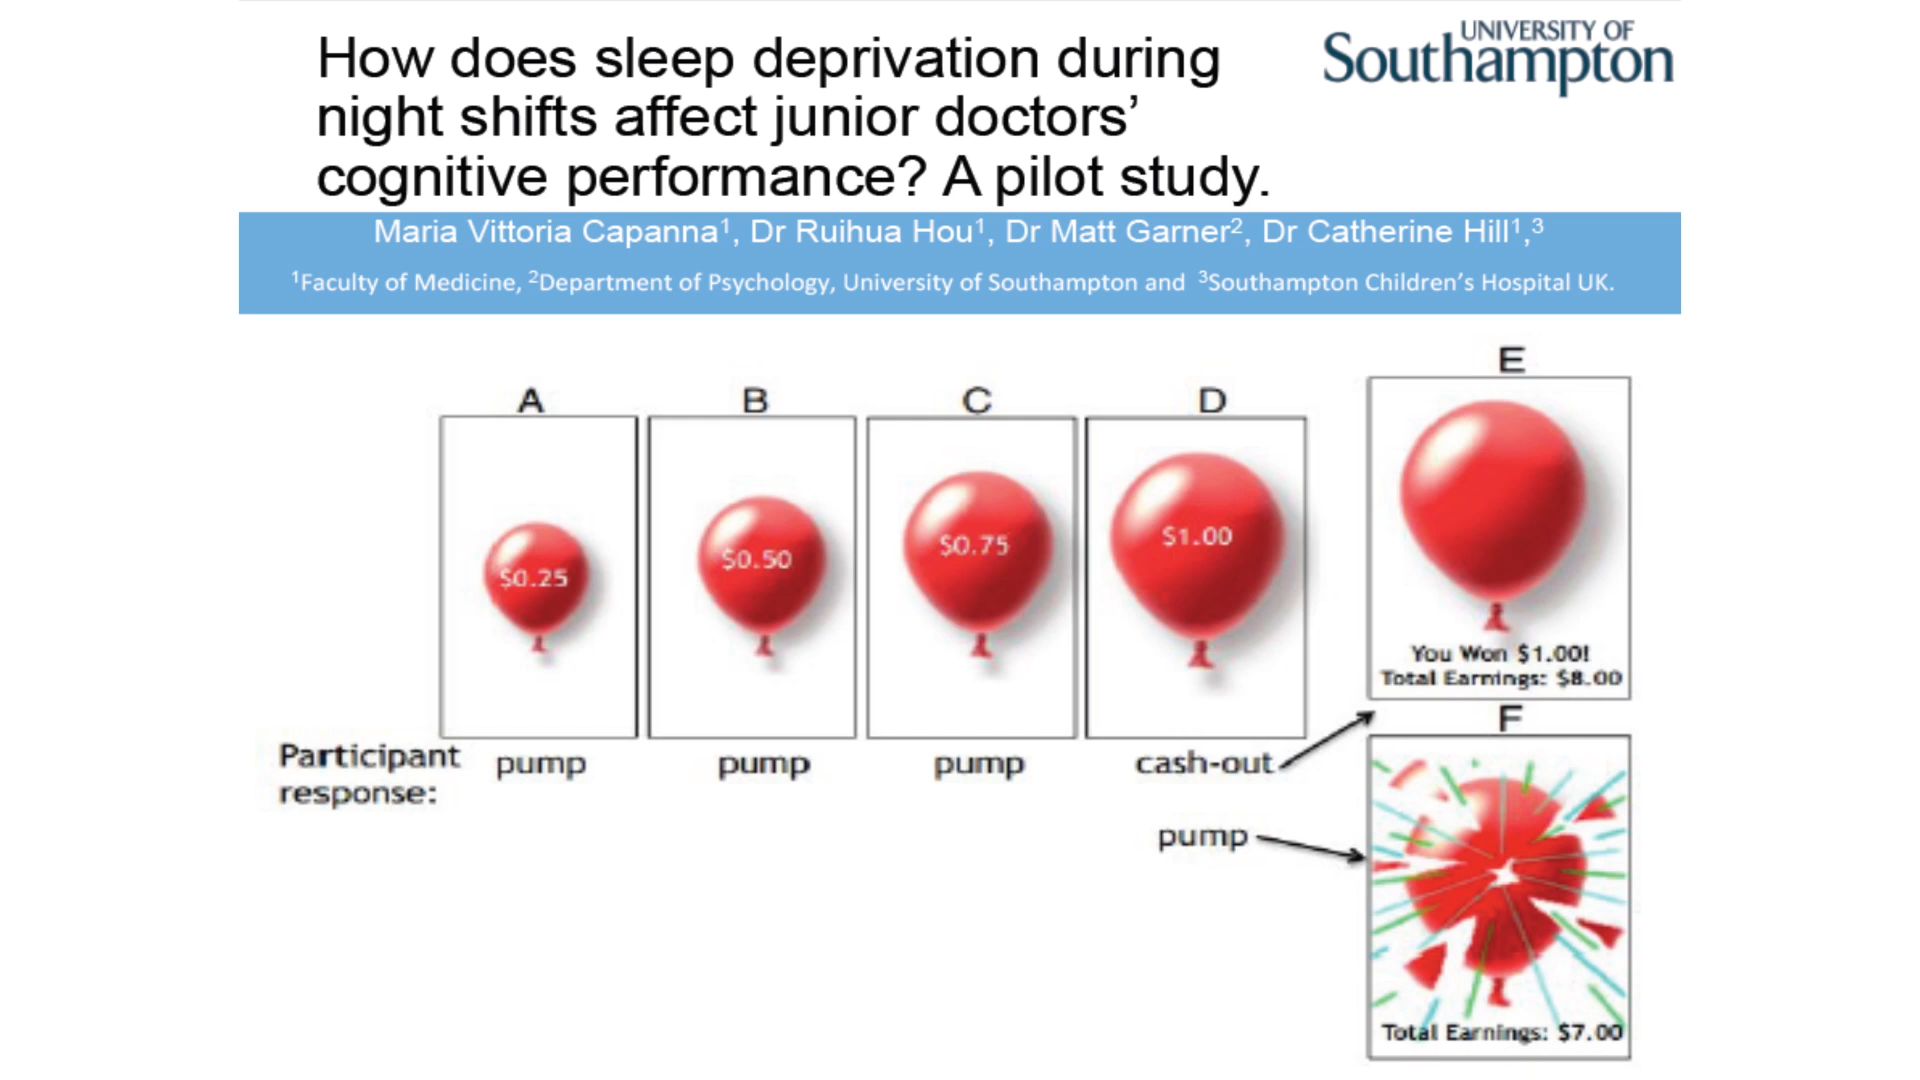 How does sleep deprivation during
night shifts affect junior doctors’
cognitive performance? A pilot study.
UNIVERSITY OF
Southampton
Maria Vittoria Capanna¹, Dr Ruihua Hou¹, Dr Matt Garner², Dr Catherine Hill¹,³
¹Faculty of Medicine, ²Department of Psychology, University of Southampton and ³Southampton Children’s Hospital UK.
A
B
C
D
E
$0.25
$0.50
$0.75
$1.00
You Won $1.00!
Total Earnings: $8.00
F
Participant
response:
pump
pump
pump
cash-out
pump
Total Earnings: $7.00